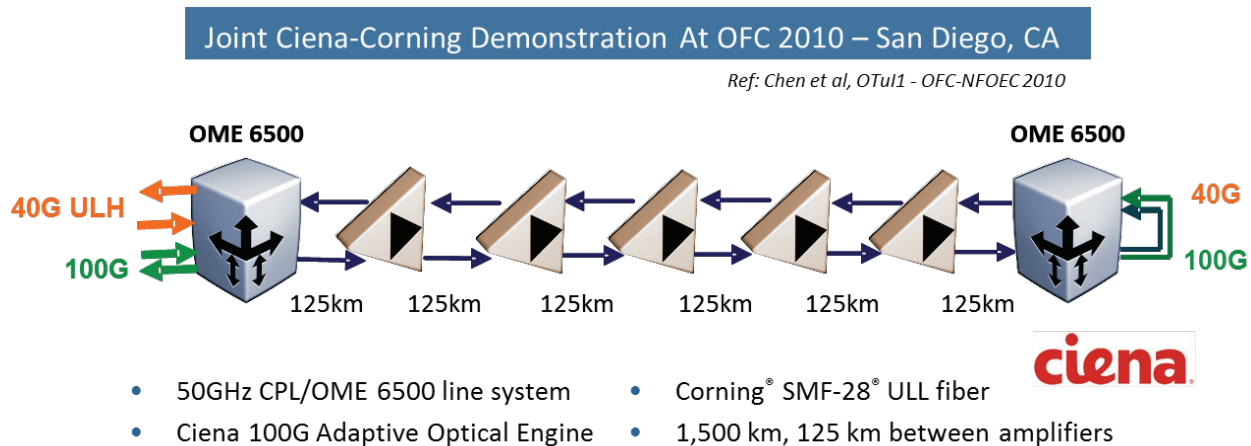 Joint Ciena-Corning Demonstration At OFC 2010 – San Diego, CA
Ref: Chen et al, OTuI1 - OFC-NFOEC 2010
OME 6500
OME 6500
40G ULH
100G
40G
100G
125km
125km
125km
125km
125km
125km
ciena.
• 50GHz CPL/OME 6500 line system
• Ciena 100G Adaptive Optical Engine
• Corning® SMF-28® ULL fiber
• 1,500 km, 125 km between amplifiers